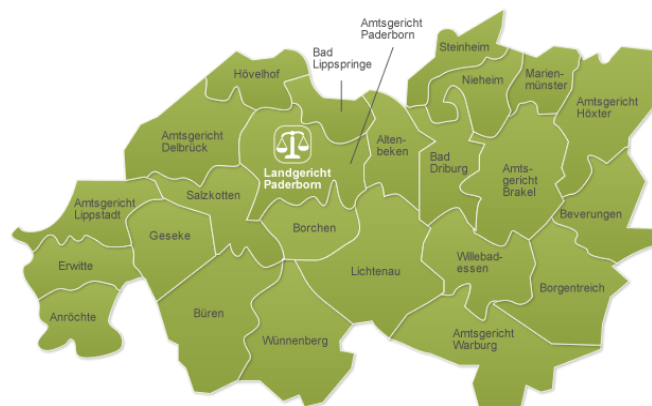 Amtsgericht
Paderborn
Bad
Lippspringe
Steinheim
Hövelhof
Nieheim
Marien-
münster
Amtsgericht
Höxter
Amtsgericht
Delbrück
Alten-
beken
Bad
Driburg
Amts-
gericht
Brakel
Landgericht
Paderborn
Salzkotten
Amtsgericht
Lippstadt
Geseke
Borchen
Beverungen
Erwitte
Lichtenau
Willebad-
essen
Borgentreich
Anröchte
Büren
Wünnenberg
Amtsgericht
Warburg